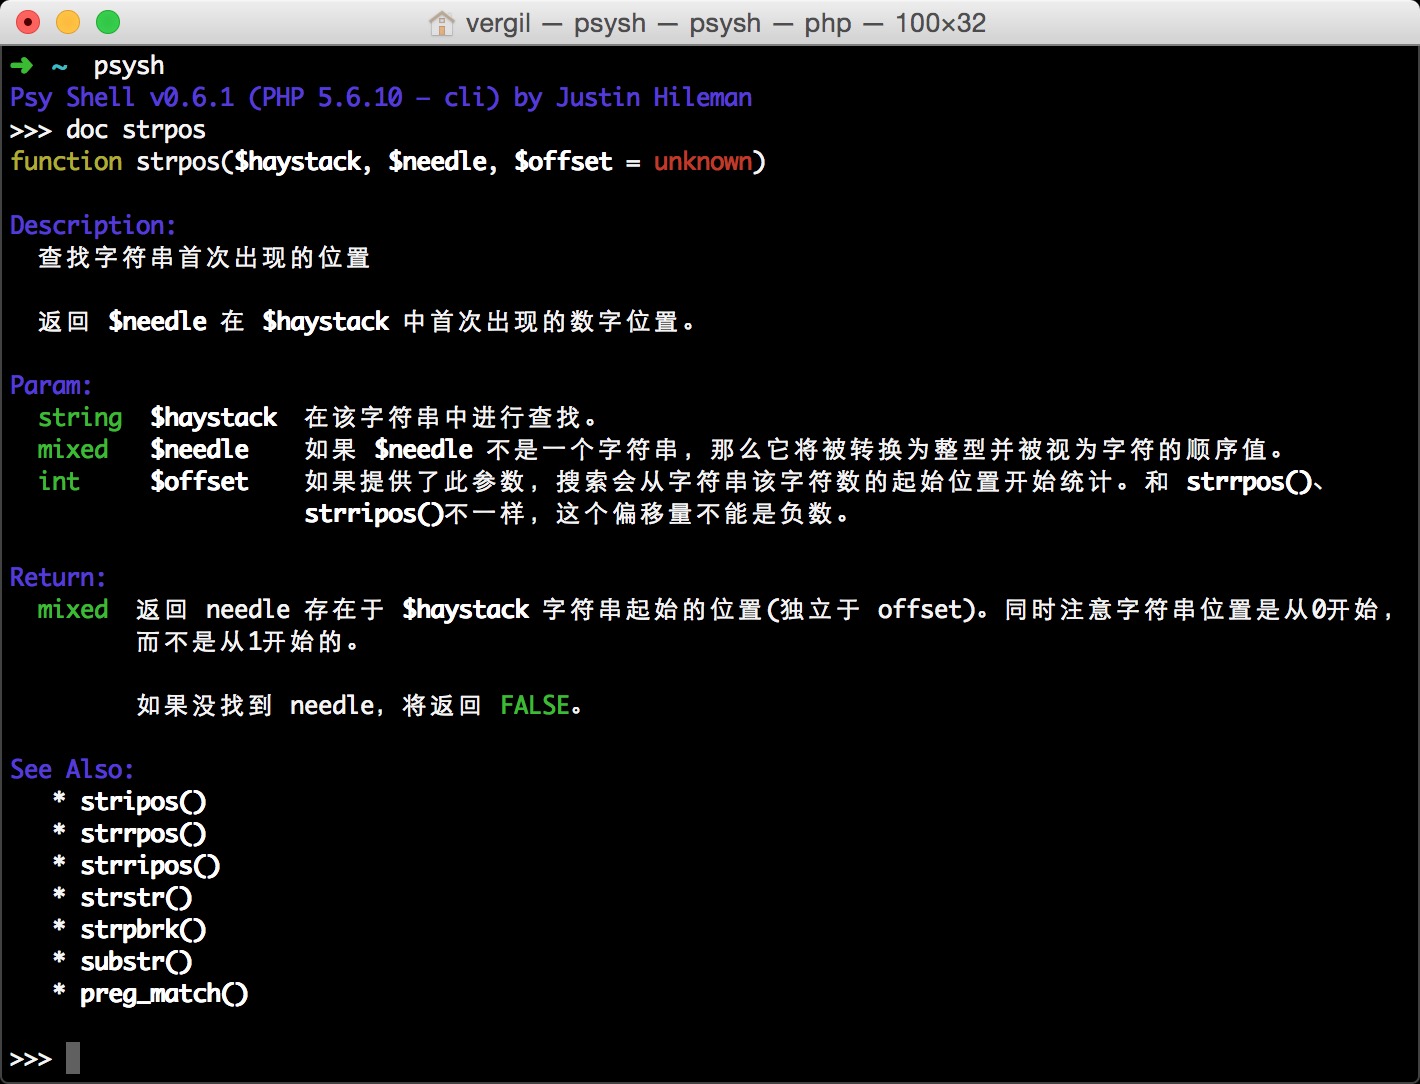 vergil — psysh — psysh — php — 100×32
➜ ~ psysh
Psy Shell v0.6.1 (PHP 5.6.10 — cli) by Justin Hileman
>>> doc strpos
function strpos($haystack, $needle, $offset = unknown)
Description:
查找字符串首次出现的位置
返回 $needle 在 $haystack 中首次出现的数字位置。
Param:
string $haystack 在该字符串中进行查找。
mixed $needle 如果 $needle 不是一个字符串，那么它将被转换为整型并被视为字符的顺序值。
int $offset 如果提供了此参数，搜索会从字符串该字符数的起始位置开始统计。和 strrpos()、
strripos()不一样，这个偏移量不能是负数。
Return:
mixed 返回 needle 存在于 $haystack 字符串起始的位置(独立于 offset)。同时注意字符串位置是从0开始，
而不是从1开始的。
如果没找到 needle，将返回 FALSE。
See Also:
* stripos()
* strrpos()
* strripos()
* strstr()
* strpbrk()
* substr()
* preg_match()
>>>